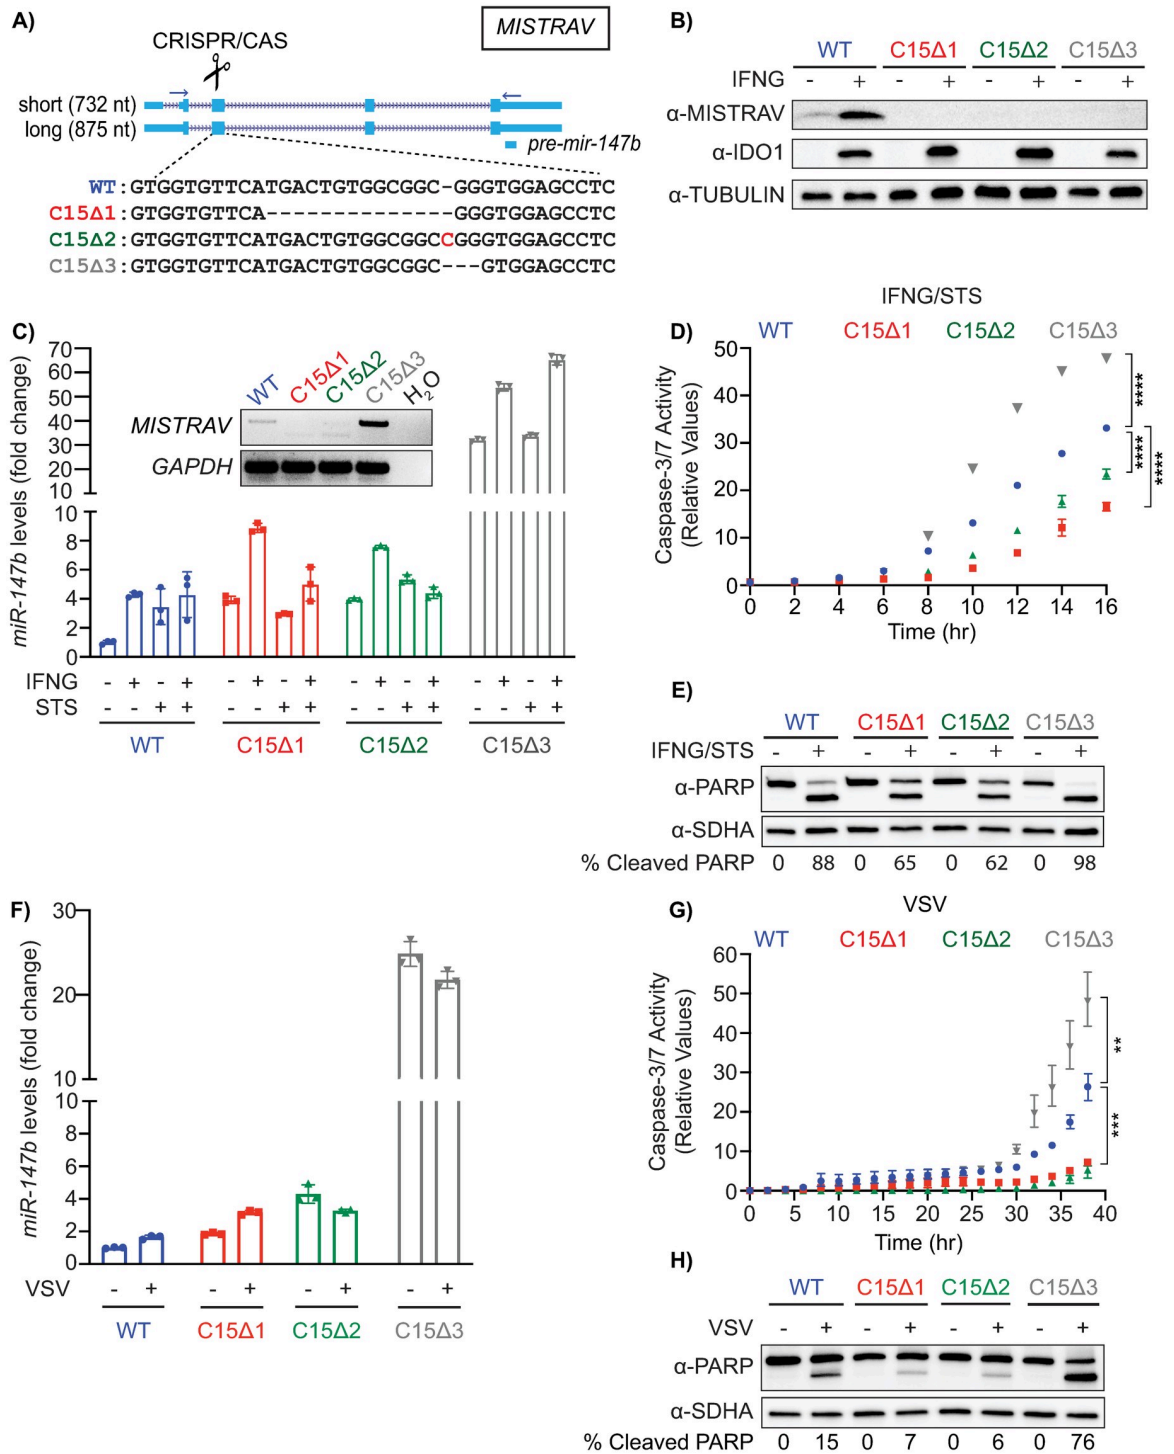 A)
MISTRAV
CRISPR/CAS
short (732 nt)
long (875 nt)
pre-mir-147b
WT:GTGGTGTTCATGACTGTGGCGGC-GGGTGGAGCCTC
C15Δ1:GTGGTGTTCA--------------GGGTGGAGCCTC
C15Δ2:GTGGTGTTCATGACTGTGGCGGCCGGGTGGAGCCTC
C15Δ3:GTGGTGTTCATGACTGTGGCGGC---GTGGAGCCTC
B)
WT C15Δ1 C15Δ2 C15Δ3
IFNG - + - + - + - +
α-MISTRAV
α-IDO1
α-TUBULIN
C)
miR-147b levels (fold change)
70
60
50
40
30
20
10
10
8
6
4
2
0
WT C15Δ1 C15Δ2 C15Δ3 H2O
MISTRAV
GAPDH
IFNG - + - + - + - + - + - + - + - +
STS - - + + - - + + - - + + - - + +
WT C15Δ1 C15Δ2 C15Δ3
D)
IFNG/STS
WT C15Δ1 C15Δ2 C15Δ3
Caspase-3/7 Activity
(Relative Values)
50
40
30
20
10
0
0 2 4 6 8 10 12 14 16
Time (hr)
****
****
****
E)
WT C15Δ1 C15Δ2 C15Δ3
IFNG/STS - + - + - + - +
α-PARP
α-SDHA
% Cleaved PARP 0 88 0 65 0 62 0 98
F)
miR-147b levels (fold change)
30
20
10
10
8
6
4
2
0
VSV - + - + - + - +
WT C15Δ1 C15Δ2 C15Δ3
G)
VSV
WT C15Δ1 C15Δ2 C15Δ3
Caspase-3/7 Activity
(Relative Values)
60
50
40
30
20
10
0
0 5 10 15 20 25 30 35 40
Time (hr)
**
***
H)
WT C15Δ1 C15Δ2 C15Δ3
VSV - + - + - + - +
α-PARP
α-SDHA
% Cleaved PARP 0 15 0 7 0 6 0 76